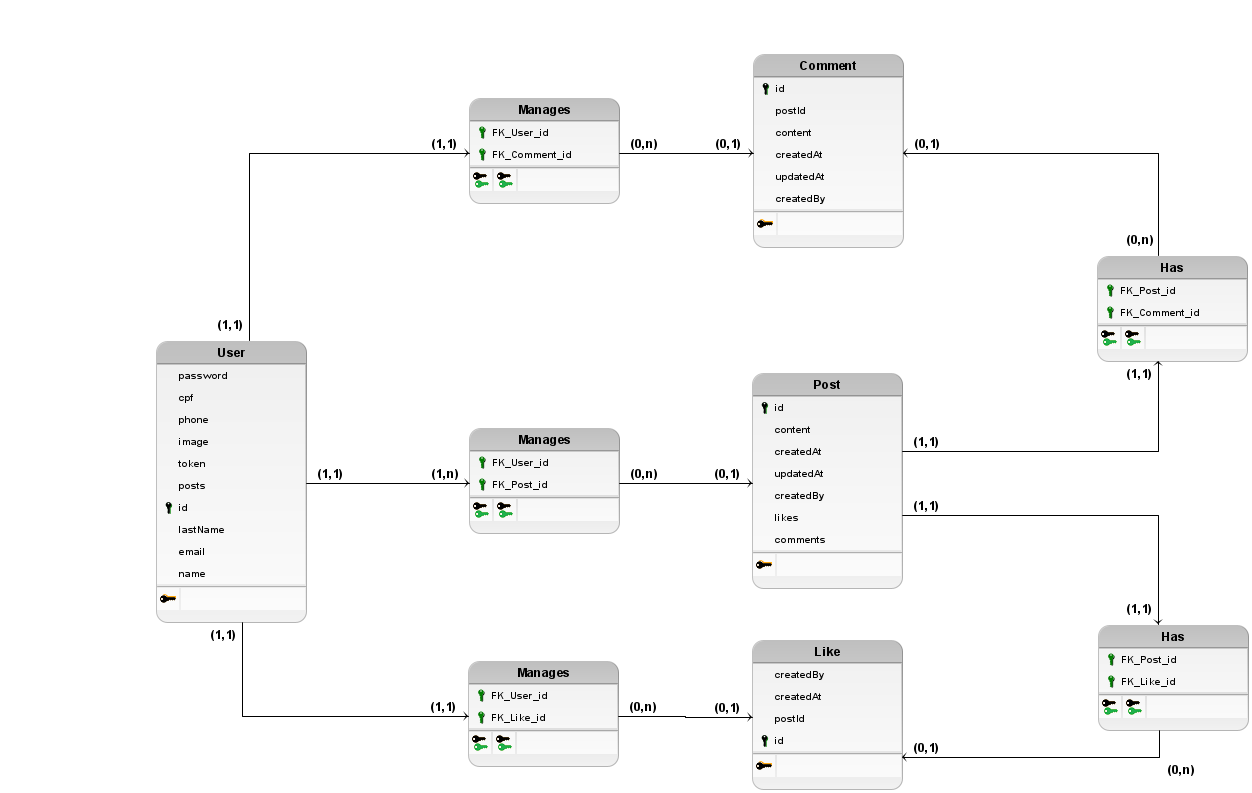 Comment
id
postId
content
createdAt
updatedAt
createdBy
Manages
FK_User_id
FK_Comment_id
(1,1)
(0,n)
(0,1)
(0,1)
(0,n)
Has
FK_Post_id
FK_Comment_id
(1,1)
(1,1)
User
password
cpf
phone
image
token
posts
id
lastName
email
name
(1,1)
(1,n)
Manages
FK_User_id
FK_Post_id
(0,n)
(0,1)
Post
id
content
createdAt
updatedAt
createdBy
likes
comments
(1,1)
(1,1)
(1,1)
Has
FK_Post_id
FK_Like_id
(0,n)
(1,1)
(1,1)
Manages
FK_User_id
FK_Like_id
(0,n)
(0,1)
Like
createdBy
createdAt
postId
id
(0,1)